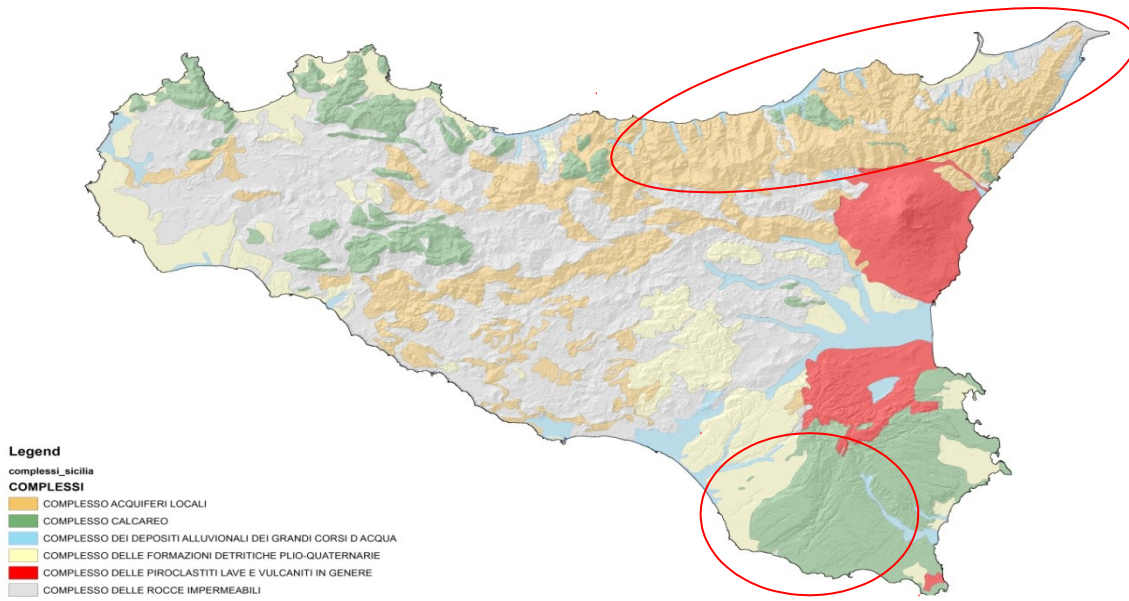 Legend
complessi_sicilia
COMPLESSI
COMPLESSO ACQUIFERI LOCALI
COMPLESSO CALCAREO
COMPLESSO DEI DEPOSITI ALLUVIONALI DEI GRANDI CORSI D ACQUA
COMPLESSO DELLE FORMAZIONI DETRITICHE PLIO-QUATERNARIE
COMPLESSO DELLE PIROCLASTITI LAVE E VULCANITI IN GENERE
COMPLESSO DELLE ROCCE IMPERMEABILI